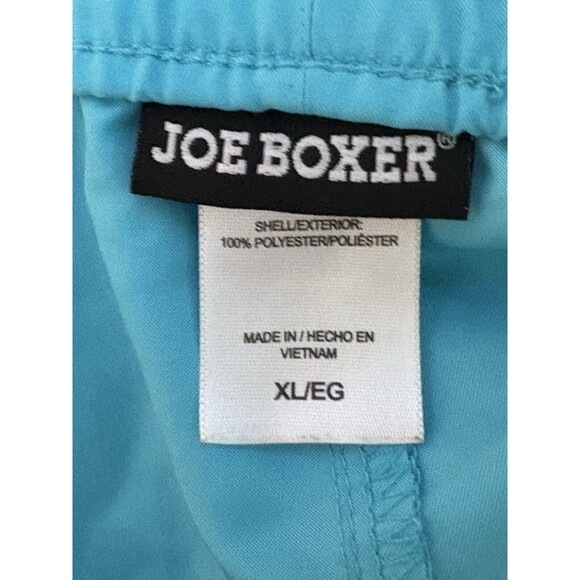 JOE BOXER®
SHELL/EXTERIOR:
100% POLYESTER/POLIÉSTER
MADE IN / HECHO EN
VIETNAM
XL/EG